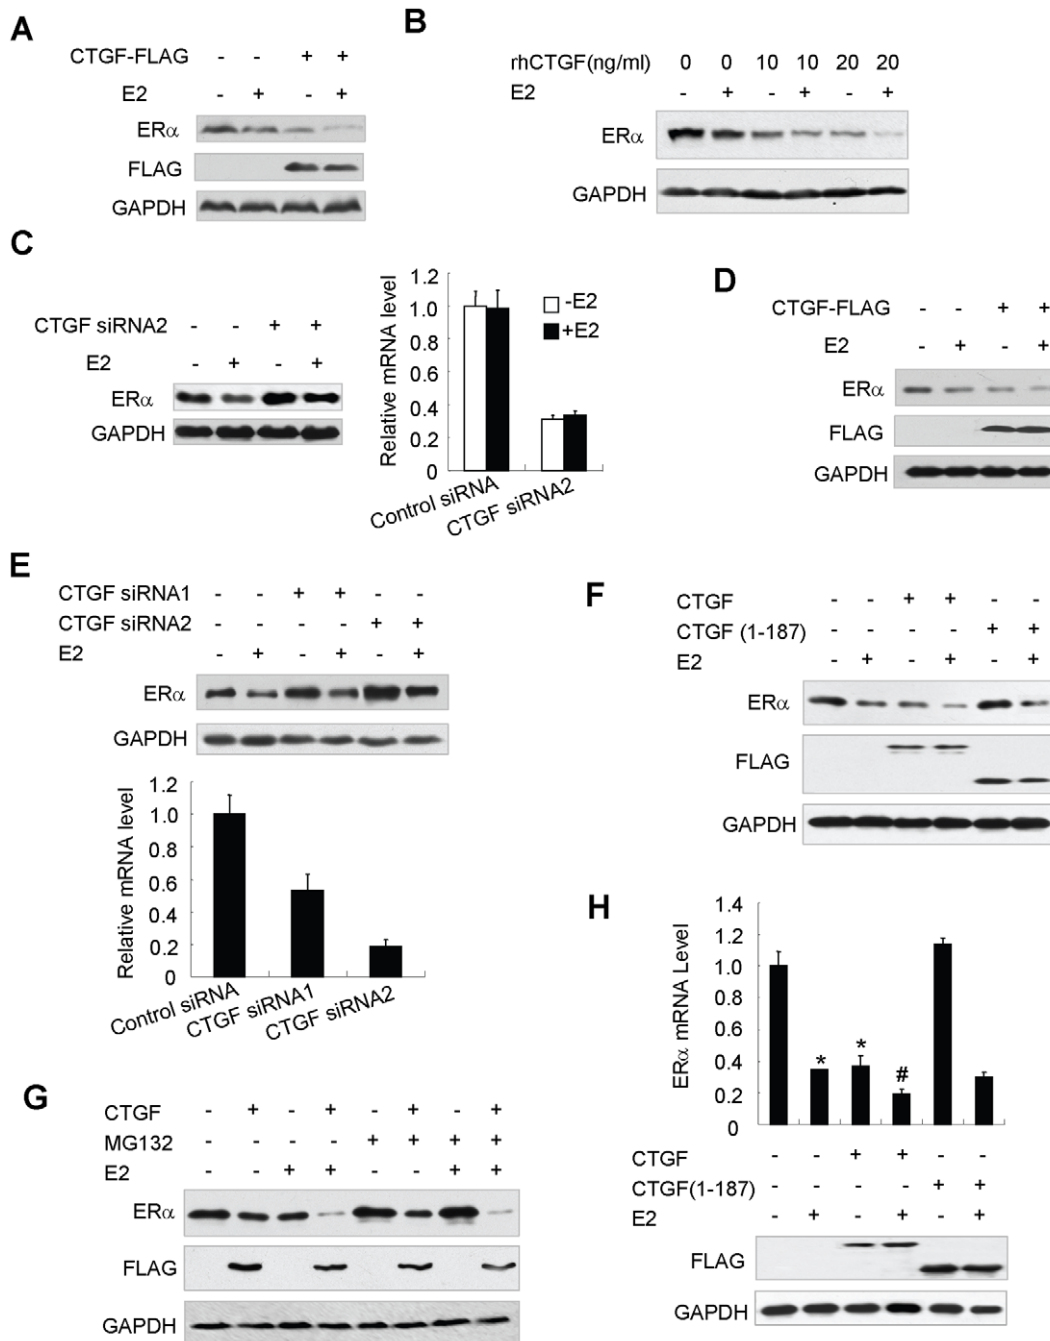 A
CTGF-FLAG - - + +
E2 - + - +
ERα
FLAG
GAPDH
B
rhCTGF(ng/ml) 0 0 10 10 20 20
E2 - + - + - +
ERα
GAPDH
C
CTGF siRNA2 - - + +
E2 - + - +
ERα
GAPDH
Relative mRNA level
1.2
1.0
0.8
0.6
0.4
0.2
0
-E2
+E2
Control siRNA
CTGF siRNA2
D
CTGF-FLAG - - + +
E2 - + - +
ERα
FLAG
GAPDH
E
CTGF siRNA1 - - + + - -
CTGF siRNA2 - - - - + +
E2 - + - + - +
ERα
GAPDH
Relative mRNA level
1.2
1.0
0.8
0.6
0.4
0.2
0
Control siRNA
CTGF siRNA1
CTGF siRNA2
F
CTGF - - + + - -
CTGF (1-187) - - - - + +
E2 - + - + - +
ERα
FLAG
GAPDH
G
CTGF - + - + - + - +
MG132 - - - - + + + +
E2 - - + + - - + +
ERα
FLAG
GAPDH
H
ERα mRNA Level
1.4
1.2
1.0
0.8
0.6
0.4
0.2
0
* * #
CTGF - - + + - -
CTGF(1-187) - - - - + +
E2 - + - + - +
FLAG
GAPDH